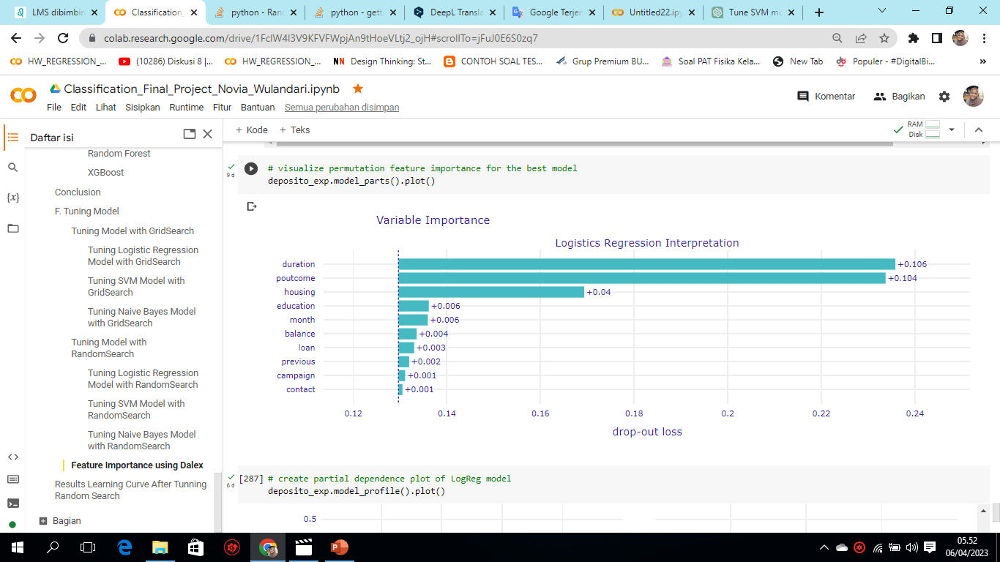 LMS dibimbin
Classification_
python - Ran
python - gett
DeepL Transla
Google Terjem
Untitled22.ipy
Tune SVM mo
colab.research.google.com/drive/1FclW4l3V9KFVFWpjAn9tHoeVLtj2_ojH#scrollTo=jFuJ0E6S0zq7
HW_REGRESSION_...
(10286) Diskusi 8 |...
HW_REGRESSION_...
NN Design Thinking: St...
CONTOH SOAL TES...
Grup Premium BU...
Soal PAT Fisika Kela...
New Tab
Populer - #DigitalBi...
»
Classification_Final_Project_Novia_Wulandari.ipynb
File Edit Lihat Sisipkan Runtime Fitur Bantuan Semua perubahan disimpan
Komentar
Bagikan
Daftar isi
+ Kode + Teks
RAM
Disk
Random Forest
XGBoost
Conclusion
F. Tuning Model
Tuning Model with GridSearch
Tuning Logistic Regression
Model with GridSearch
Tuning SVM Model with
GridSearch
Tuning Naive Bayes Model
with GridSearch
Tuning Model with
RandomSearch
Tuning Logistic Regression
Model with RandomSearch
Tuning SVM Model with
RandomSearch
Tuning Naive Bayes Model
with RandomSearch
Feature Importance using Dalex
Results Learning Curve After Tunning
Random Search
Bagian
9 d
# visualize permutation feature importance for the best model
deposito_exp.model_parts().plot()
Variable Importance
Logistics Regression Interpretation
duration +0.106
poutcome +0.104
housing +0.04
education +0.006
month +0.006
balance +0.004
loan +0.003
previous +0.002
campaign +0.001
contact +0.001
0.12 0.14 0.16 0.18 0.2 0.22 0.24
drop-out loss
6 d
[287] # create partial dependence plot of LogReg model
deposito_exp.model_profile().plot()
0.5
05.52
06/04/2023